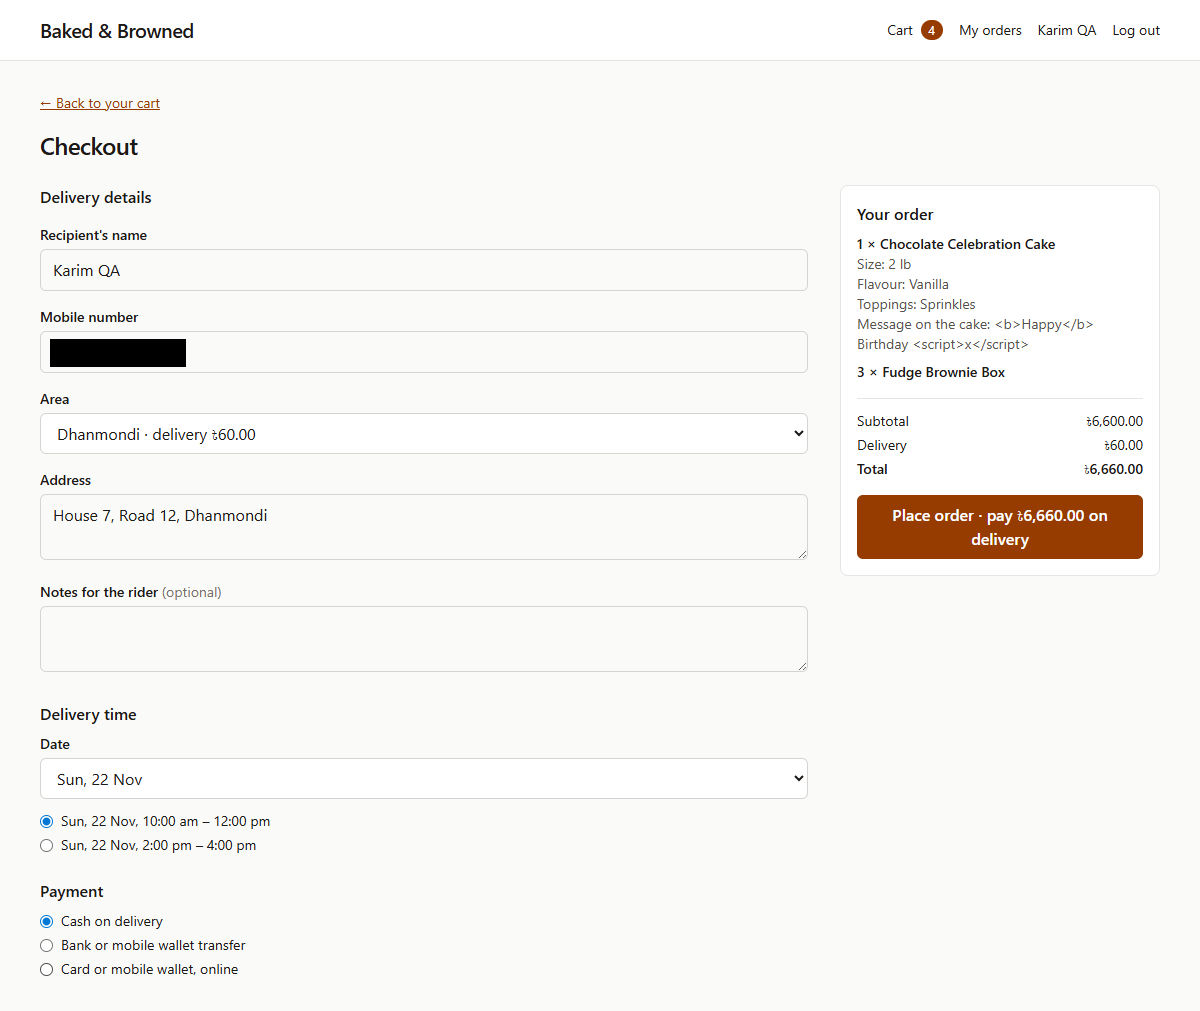 Baked & Browned
Cart 4 My orders Karim QA Log out
← Back to your cart
Checkout
Delivery details
Recipient's name
Karim QA
Mobile number
Area
Dhanmondi · delivery ৳60.00
Address
House 7, Road 12, Dhanmondi
Notes for the rider (optional)
Delivery time
Date
Sun, 22 Nov
Sun, 22 Nov, 10:00 am – 12:00 pm
Sun, 22 Nov, 2:00 pm – 4:00 pm
Payment
Cash on delivery
Bank or mobile wallet transfer
Card or mobile wallet, online
Your order
1 × Chocolate Celebration Cake
Size: 2 lb
Flavour: Vanilla
Toppings: Sprinkles
Message on the cake: <b>Happy</b>
Birthday <script>x</script>
3 × Fudge Brownie Box
Subtotal ৳6,600.00
Delivery ৳60.00
Total ৳6,660.00
Place order · pay ৳6,660.00 on
delivery